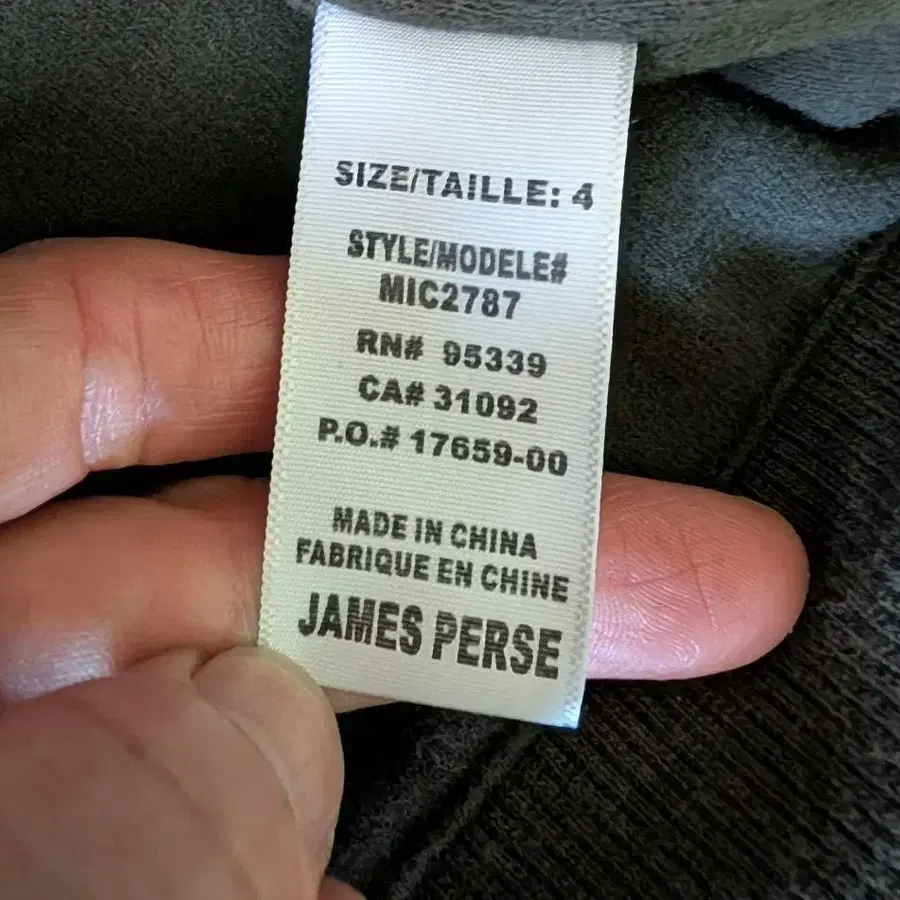 SIZE/TAILLE: 4
STYLE/MODELE#
MIC2787
RN# 95339
CA# 31092
P.O.# 17659-00
MADE IN CHINA
FABRIQUE EN CHINE
JAMES PERSE